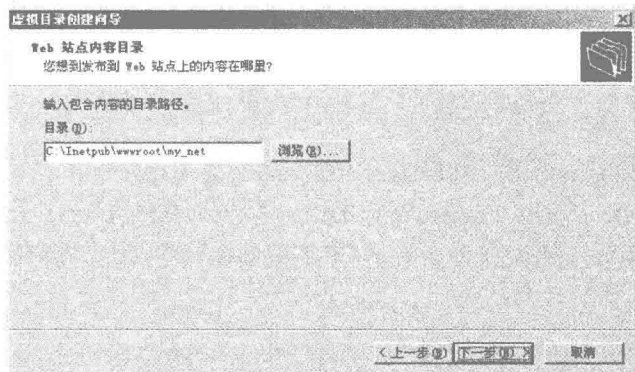 虚拟目录创建向导
Web 站点内容目录
您想到发布到 Web 站点上的内容在哪里?
输入包含内容的目录路径。
目录(D):
C:\Inetpub\wwwroot\my_net
浏览(R)...
<上一步(B)
下一步(N) >
取消